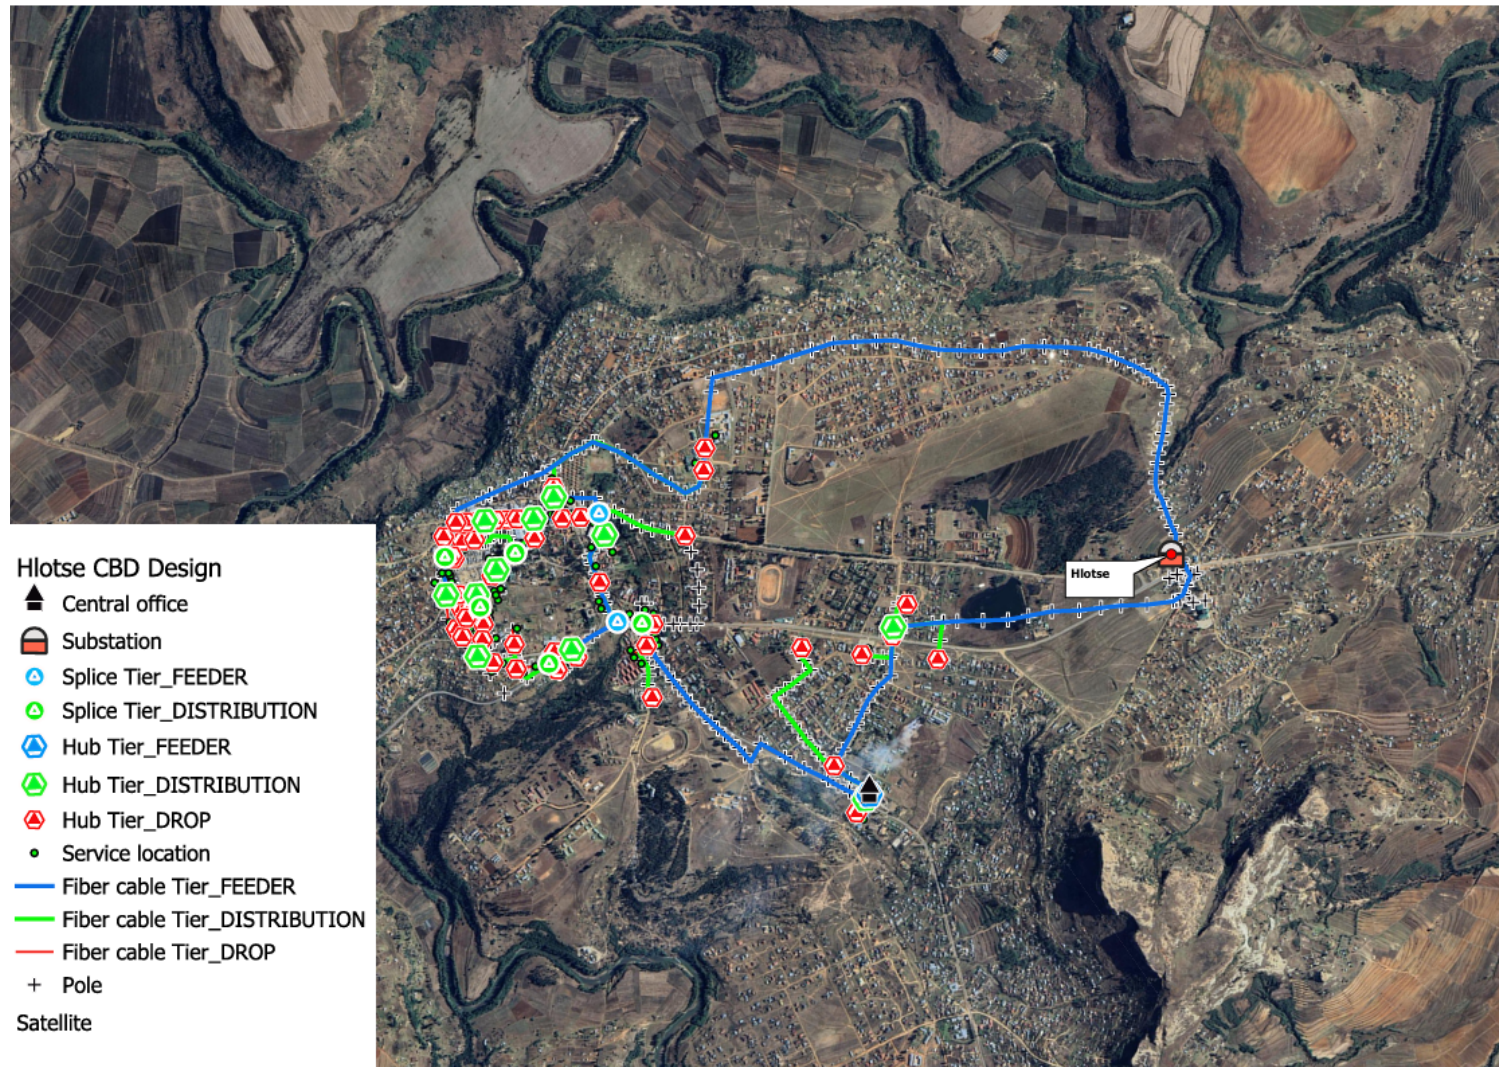 Hlotse
Hlotse CBD Design
Central office
Substation
Splice Tier_FEEDER
Splice Tier_DISTRIBUTION
Hub Tier_FEEDER
Hub Tier_DISTRIBUTION
Hub Tier_DROP
Service location
Fiber cable Tier_FEEDER
Fiber cable Tier_DISTRIBUTION
Fiber cable Tier_DROP
Pole
Satellite